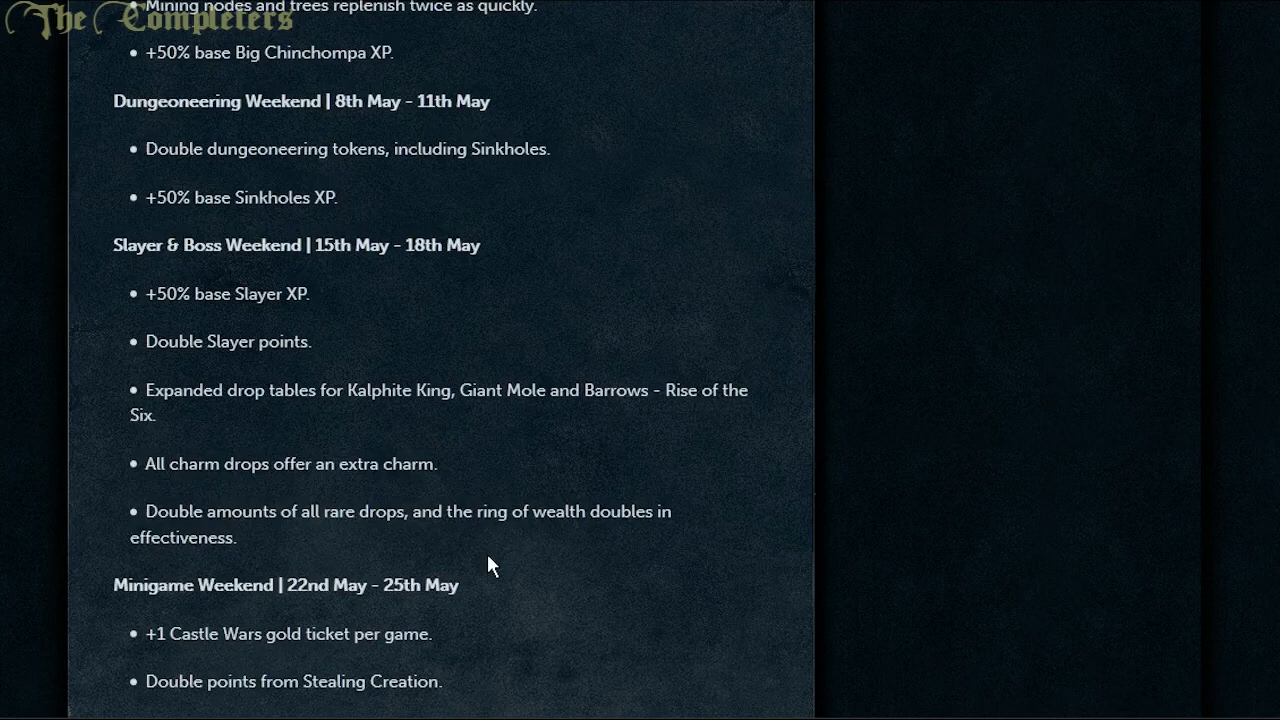 The Completers
• Mining nodes and trees replenish twice as quickly.
• +50% base Big Chinchompa XP.
Dungeoneering Weekend | 8th May - 11th May
• Double dungeoneering tokens, including Sinkholes.
• +50% base Sinkholes XP.
Slayer & Boss Weekend | 15th May - 18th May
• +50% base Slayer XP.
• Double Slayer points.
• Expanded drop tables for Kalphite King, Giant Mole and Barrows - Rise of the
Six.
• All charm drops offer an extra charm.
• Double amounts of all rare drops, and the ring of wealth doubles in
effectiveness.
Minigame Weekend | 22nd May - 25th May
• +1 Castle Wars gold ticket per game.
• Double points from Stealing Creation.